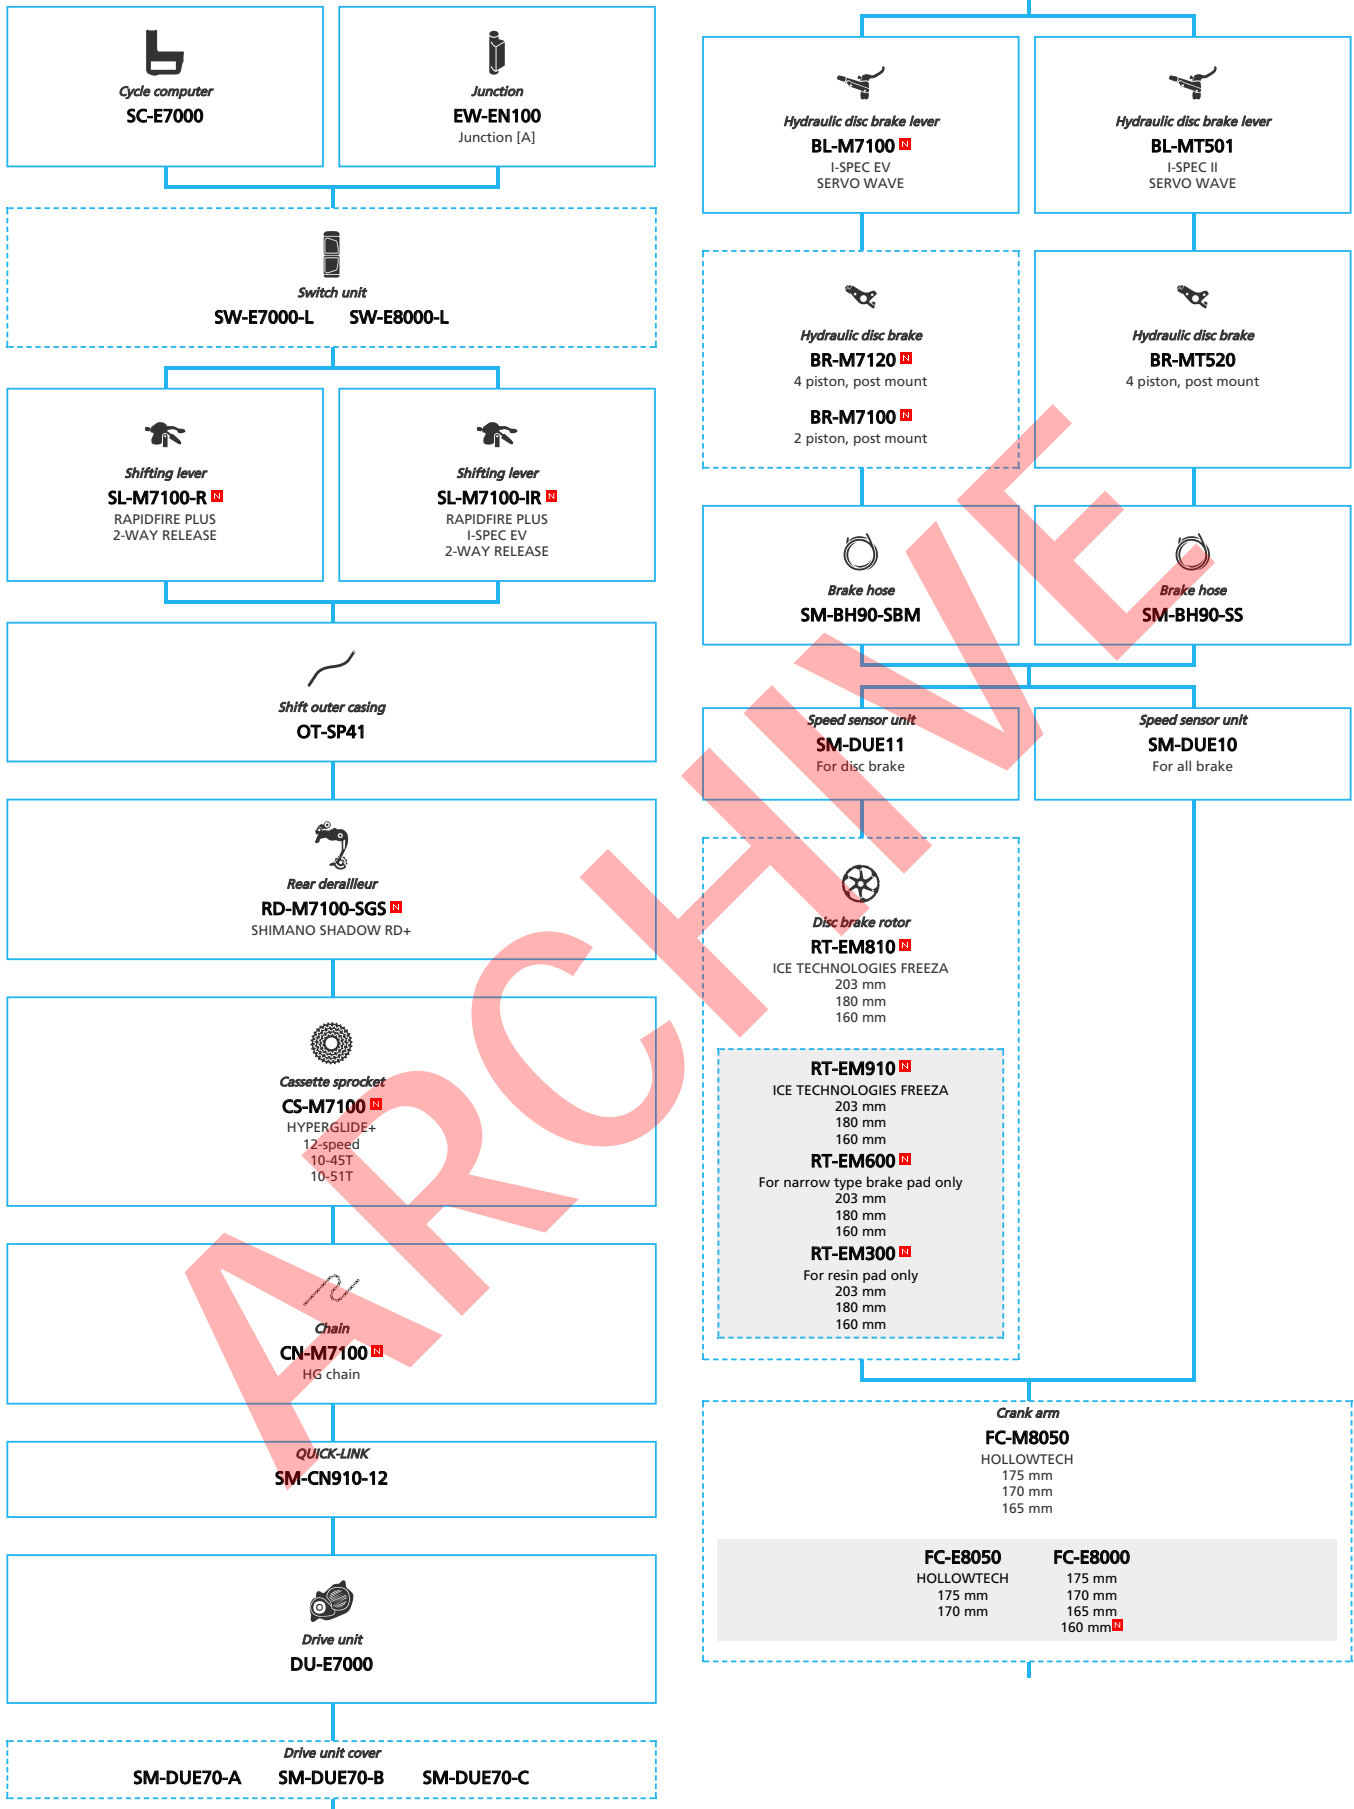 Cycle computer
SC-E7000
Junction
EW-EN100
Junction [A]
Switch unit
SW-E7000-L SW-E8000-L
Shifting lever
SL-M7100-R N
RAPIDFIRE PLUS
2-WAY RELEASE
Shifting lever
SL-M7100-IR N
RAPIDFIRE PLUS
I-SPEC EV
2-WAY RELEASE
Shift outer casing
OT-SP41
Rear derailleur
RD-M7100-SGS N
SHIMANO SHADOW RD+
Cassette sprocket
CS-M7100 N
HYPERGLIDE+
12-speed
10-45T
10-51T
Chain
CN-M7100 N
HG chain
QUICK-LINK
SM-CN910-12
Drive unit
DU-E7000
Drive unit cover
SM-DUE70-A SM-DUE70-B SM-DUE70-C
Hydraulic disc brake lever
BL-M7100 N
I-SPEC EV
SERVO WAVE
Hydraulic disc brake lever
BL-MT501
I-SPEC II
SERVO WAVE
Hydraulic disc brake
BR-M7120 N
4 piston, post mount
BR-M7100 N
2 piston, post mount
Hydraulic disc brake
BR-MT520
4 piston, post mount
Brake hose
SM-BH90-SBM
Brake hose
SM-BH90-SS
Speed sensor unit
SM-DUE11
For disc brake
Speed sensor unit
SM-DUE10
For all brake
Disc brake rotor
RT-EM810 N
ICE TECHNOLOGIES FREEZA
203 mm
180 mm
160 mm
RT-EM910 N
ICE TECHNOLOGIES FREEZA
203 mm
180 mm
160 mm
RT-EM600 N
For narrow type brake pad only
203 mm
180 mm
160 mm
RT-EM300 N
For resin pad only
203 mm
180 mm
160 mm
Crank arm
FC-M8050
HOLLOWTECH
175 mm
170 mm
165 mm
FC-E8050
HOLLOWTECH
175 mm
170 mm
FC-E8000
175 mm
170 mm
165 mm
160 mm N
ARCHIVE